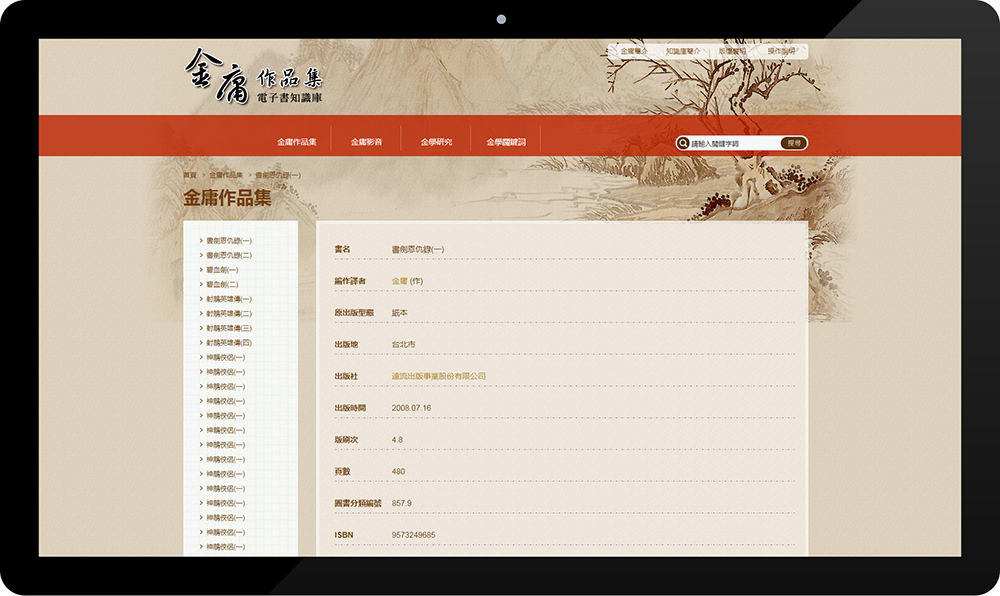 金庸作品集
電子書知識庫
金庸簡介 知識庫簡介 版權聲明 操作說明
金庸作品集 金庸影音 金學研究 金學關鍵詞
請輸入關鍵字詞 搜尋
首頁 > 金庸作品集 > 書劍恩仇錄(一)
金庸作品集
> 書劍恩仇錄(一)
> 書劍恩仇錄(二)
> 碧血劍(一)
> 碧血劍(二)
> 射鵰英雄傳(一)
> 射鵰英雄傳(二)
> 射鵰英雄傳(三)
> 射鵰英雄傳(四)
> 神鵰俠侶(一)
> 神鵰俠侶(一)
> 神鵰俠侶(一)
> 神鵰俠侶(一)
> 神鵰俠侶(一)
> 神鵰俠侶(一)
> 神鵰俠侶(一)
> 神鵰俠侶(一)
> 神鵰俠侶(一)
> 神鵰俠侶(一)
> 神鵰俠侶(一)
> 神鵰俠侶(一)
> 神鵰俠侶(一)
> 神鵰俠侶(一)
書名 書劍恩仇錄(一)
編作譯者 金庸 (作)
原出版型態 紙本
出版地 台北市
出版社 遠流出版事業股份有限公司
出版時間 2008.07.16
版刷次 4.8
頁數 480
圖書分類編號 857.9
ISBN 9573249685